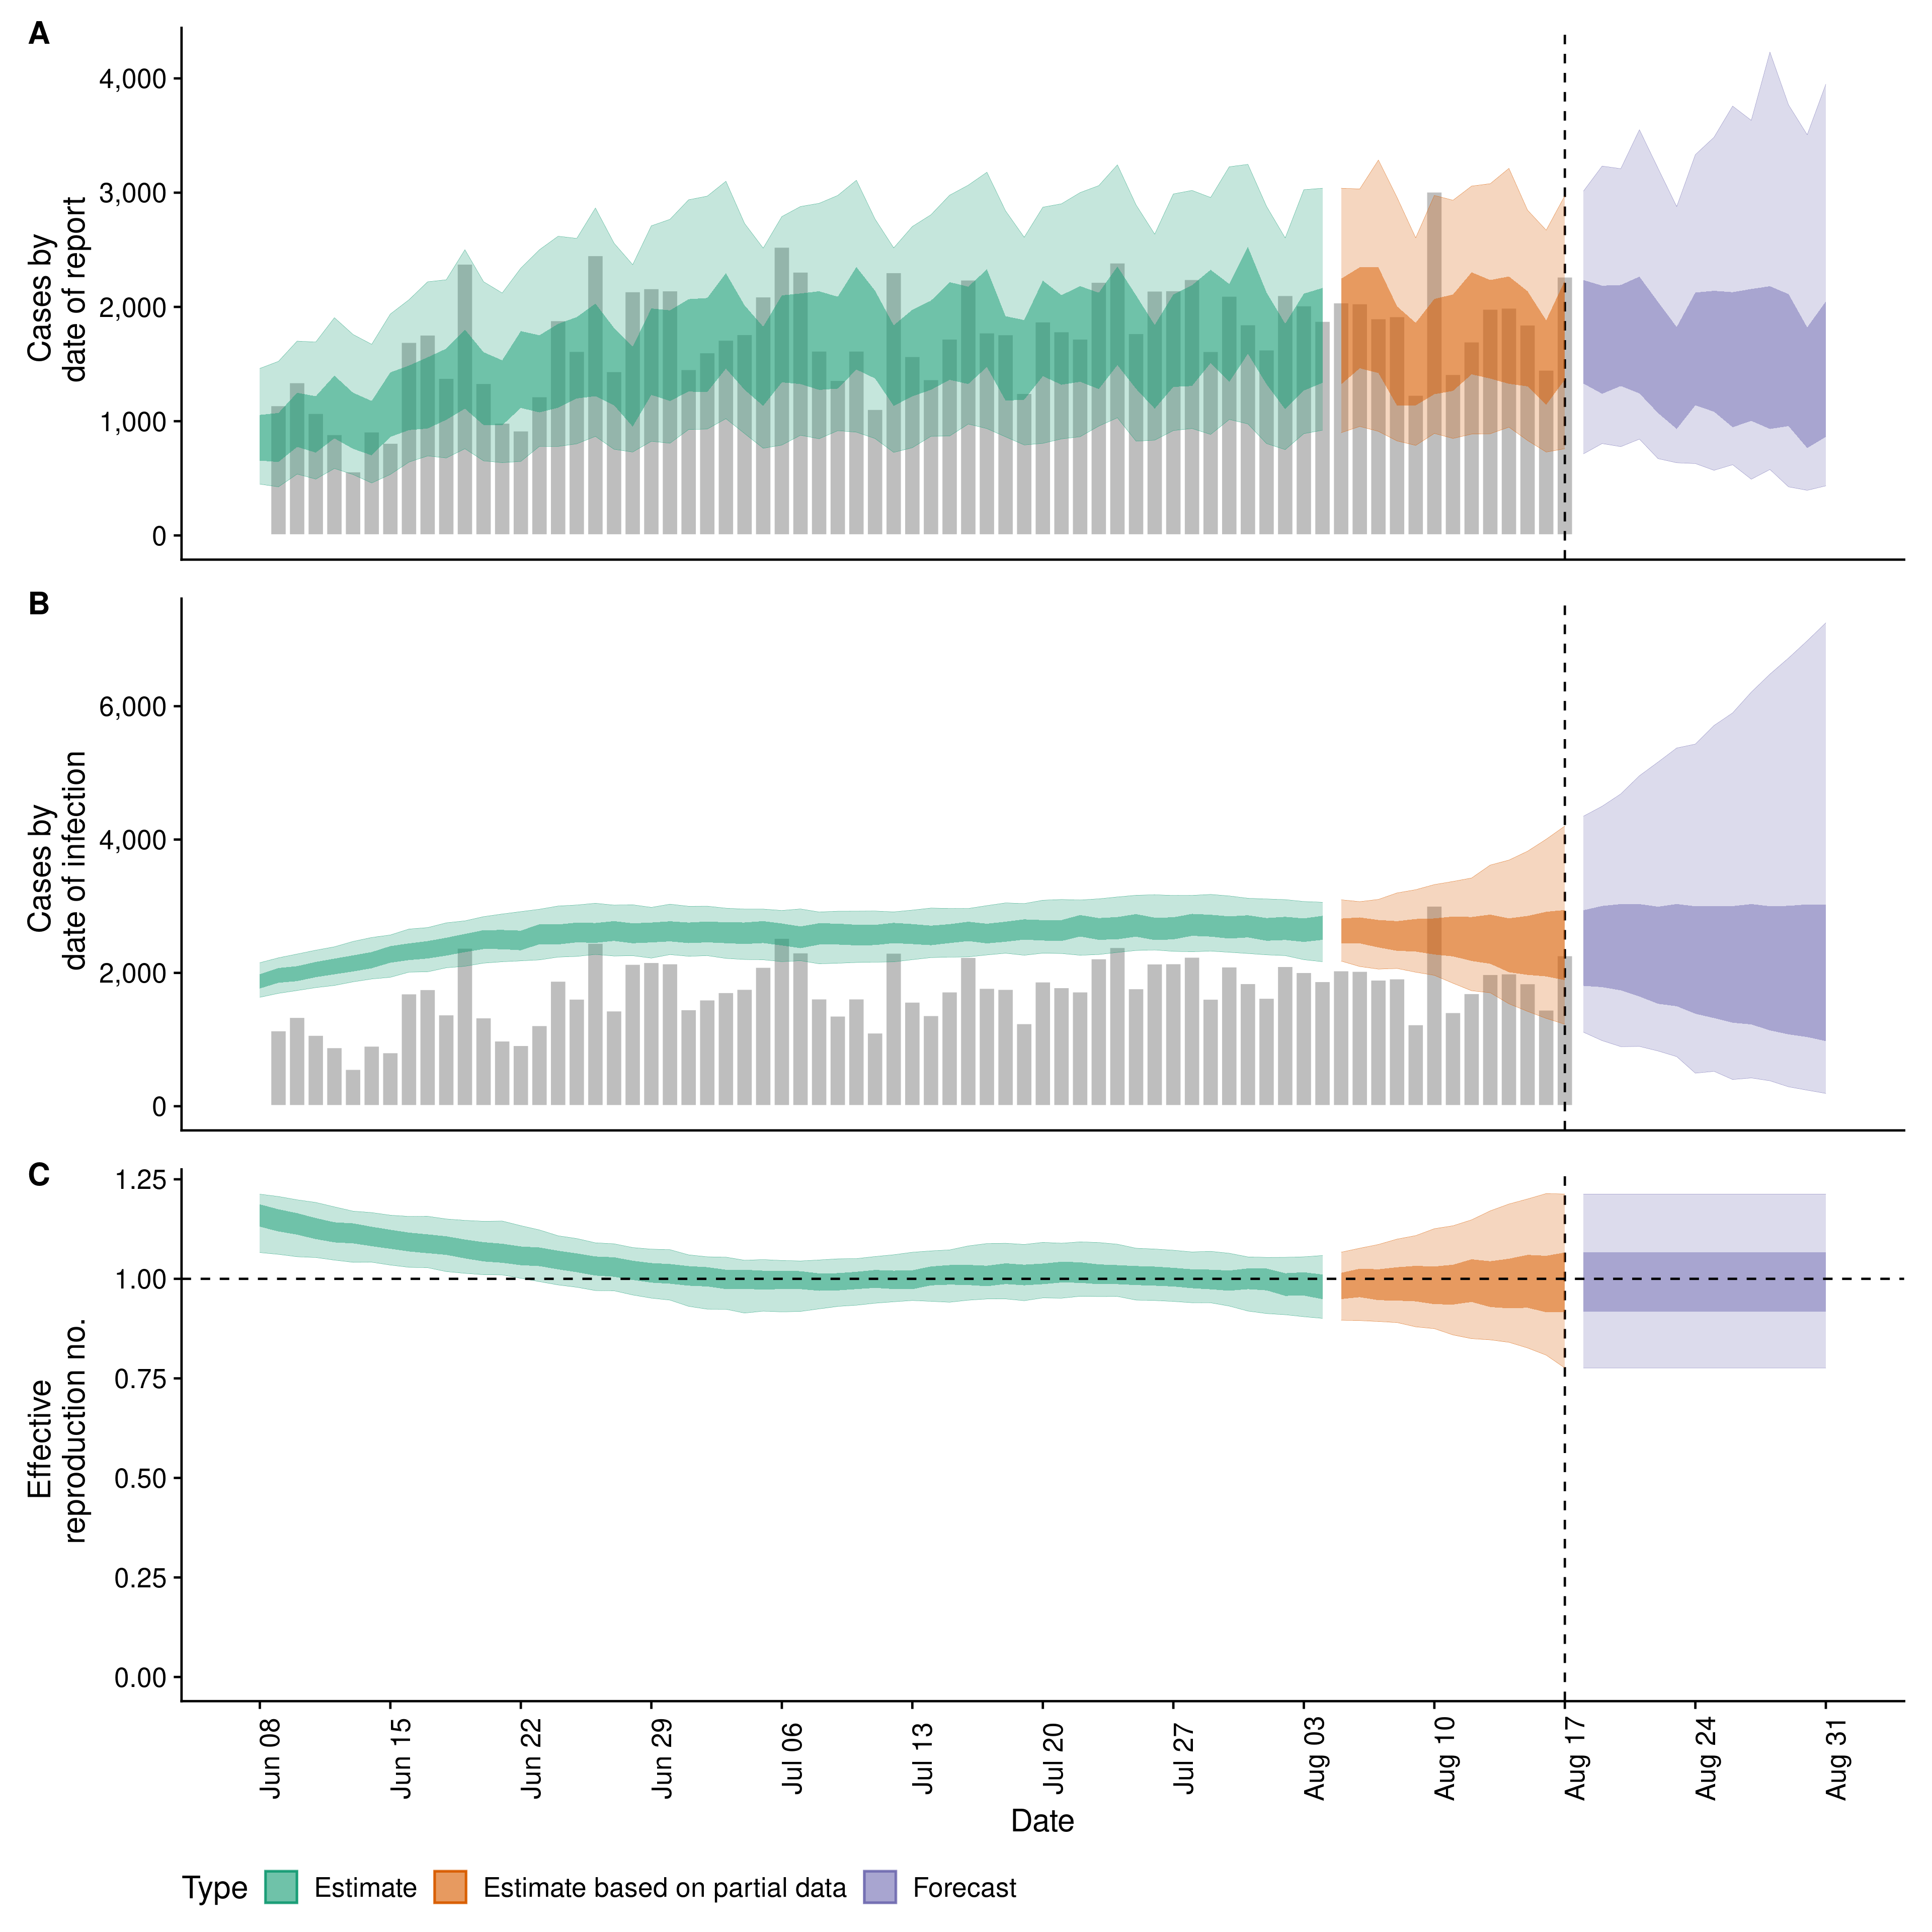 A
Cases by
date of report
4,000
3,000
2,000
1,000
0
B
Cases by
date of infection
6,000
4,000
2,000
0
C
Effective
reproduction no.
1.25
1.00
0.75
0.50
0.25
0.00
Jun 08
Jun 15
Jun 22
Jun 29
Jul 06
Jul 13
Jul 20
Jul 27
Aug 03
Aug 10
Aug 17
Aug 24
Aug 31
Date
Type Estimate Estimate based on partial data Forecast